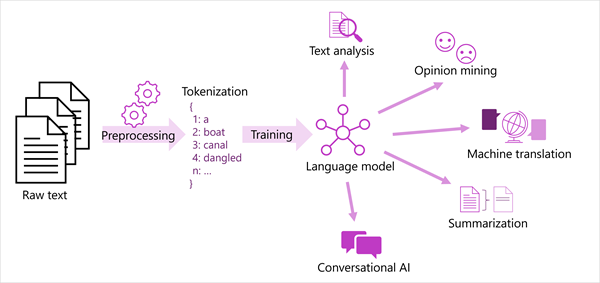 Raw text
Preprocessing
Tokenization
{
1: a
2: boat
3: canal
4: dangled
n: ...
}
Training
Language model
Text analysis
Opinion mining
Machine translation
Summarization
Conversational AI